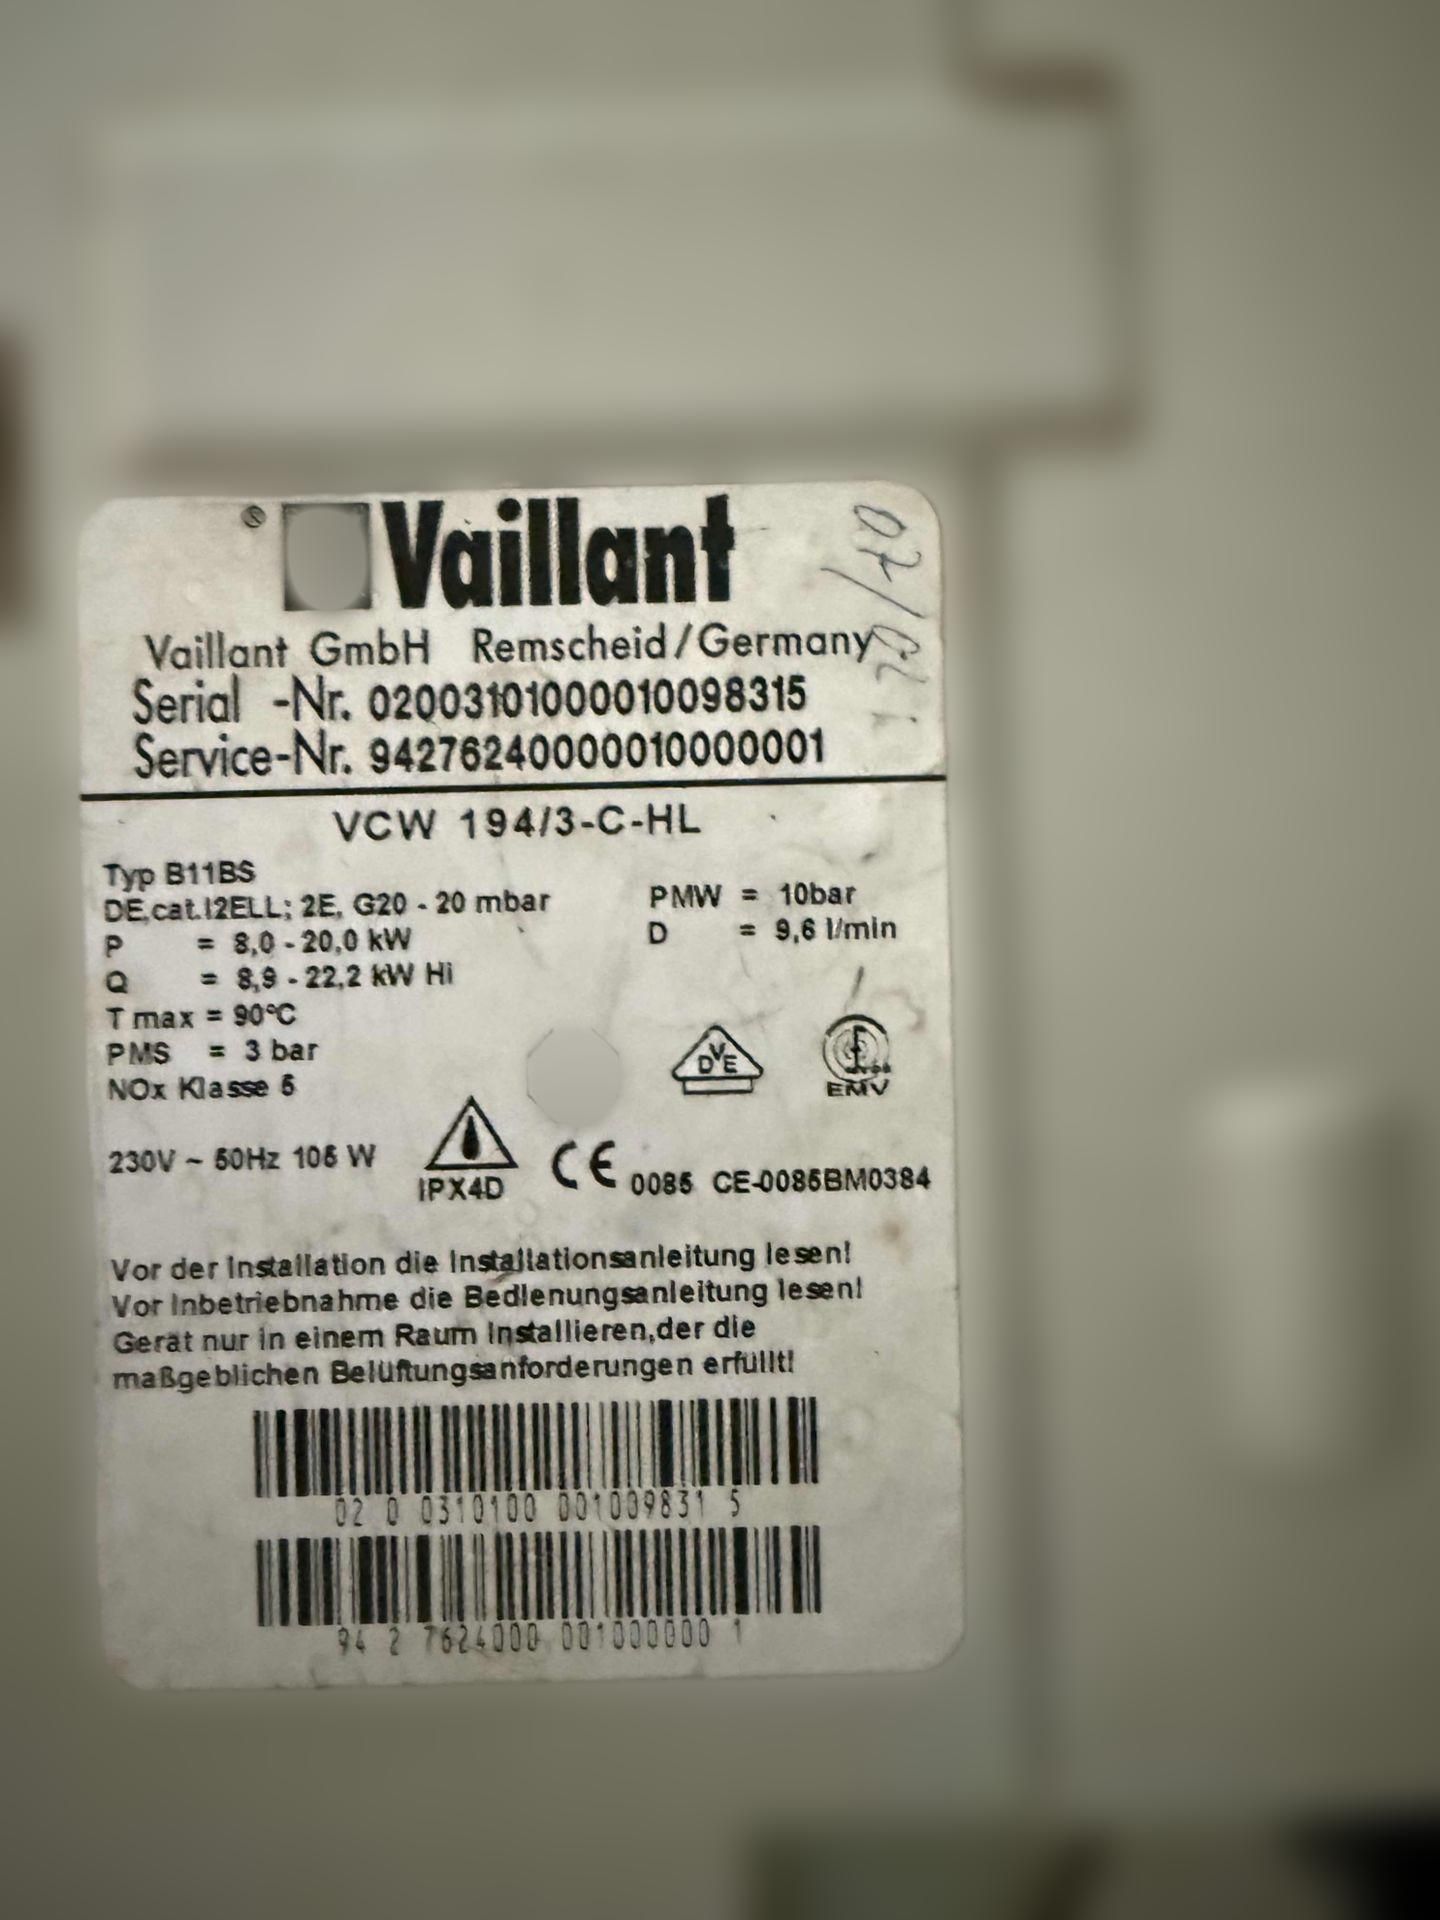 ® Vaillant
Vaillant GmbH Remscheid/Germany
Serial -Nr. 02003101000010098315
Service-Nr. 94276240000010000001
VCW 194/3-C-HL
Typ B11BS
DE,cat.I2ELL; 2E, G20 - 20 mbar
P = 8,0 - 20,0 kW
Q = 8,9 - 22,2 kW Hi
T max = 90°C
PMS = 3 bar
NOx Klasse 5
PMW = 10bar
D = 9,6 l/min
DVE
EMV
230V ~ 50Hz 105 W
IPX4D
CE 0085 CE-0085BM0384
Vor der Installation die Installationsanleitung lesen!
Vor Inbetriebnahme die Bedienungsanleitung lesen!
Gerät nur in einem Raum installieren,der die
maßgeblichen Belüftungsanforderungen erfüllt!
02 0 0310100 001009831 5
94 2 7624000 001000000 1